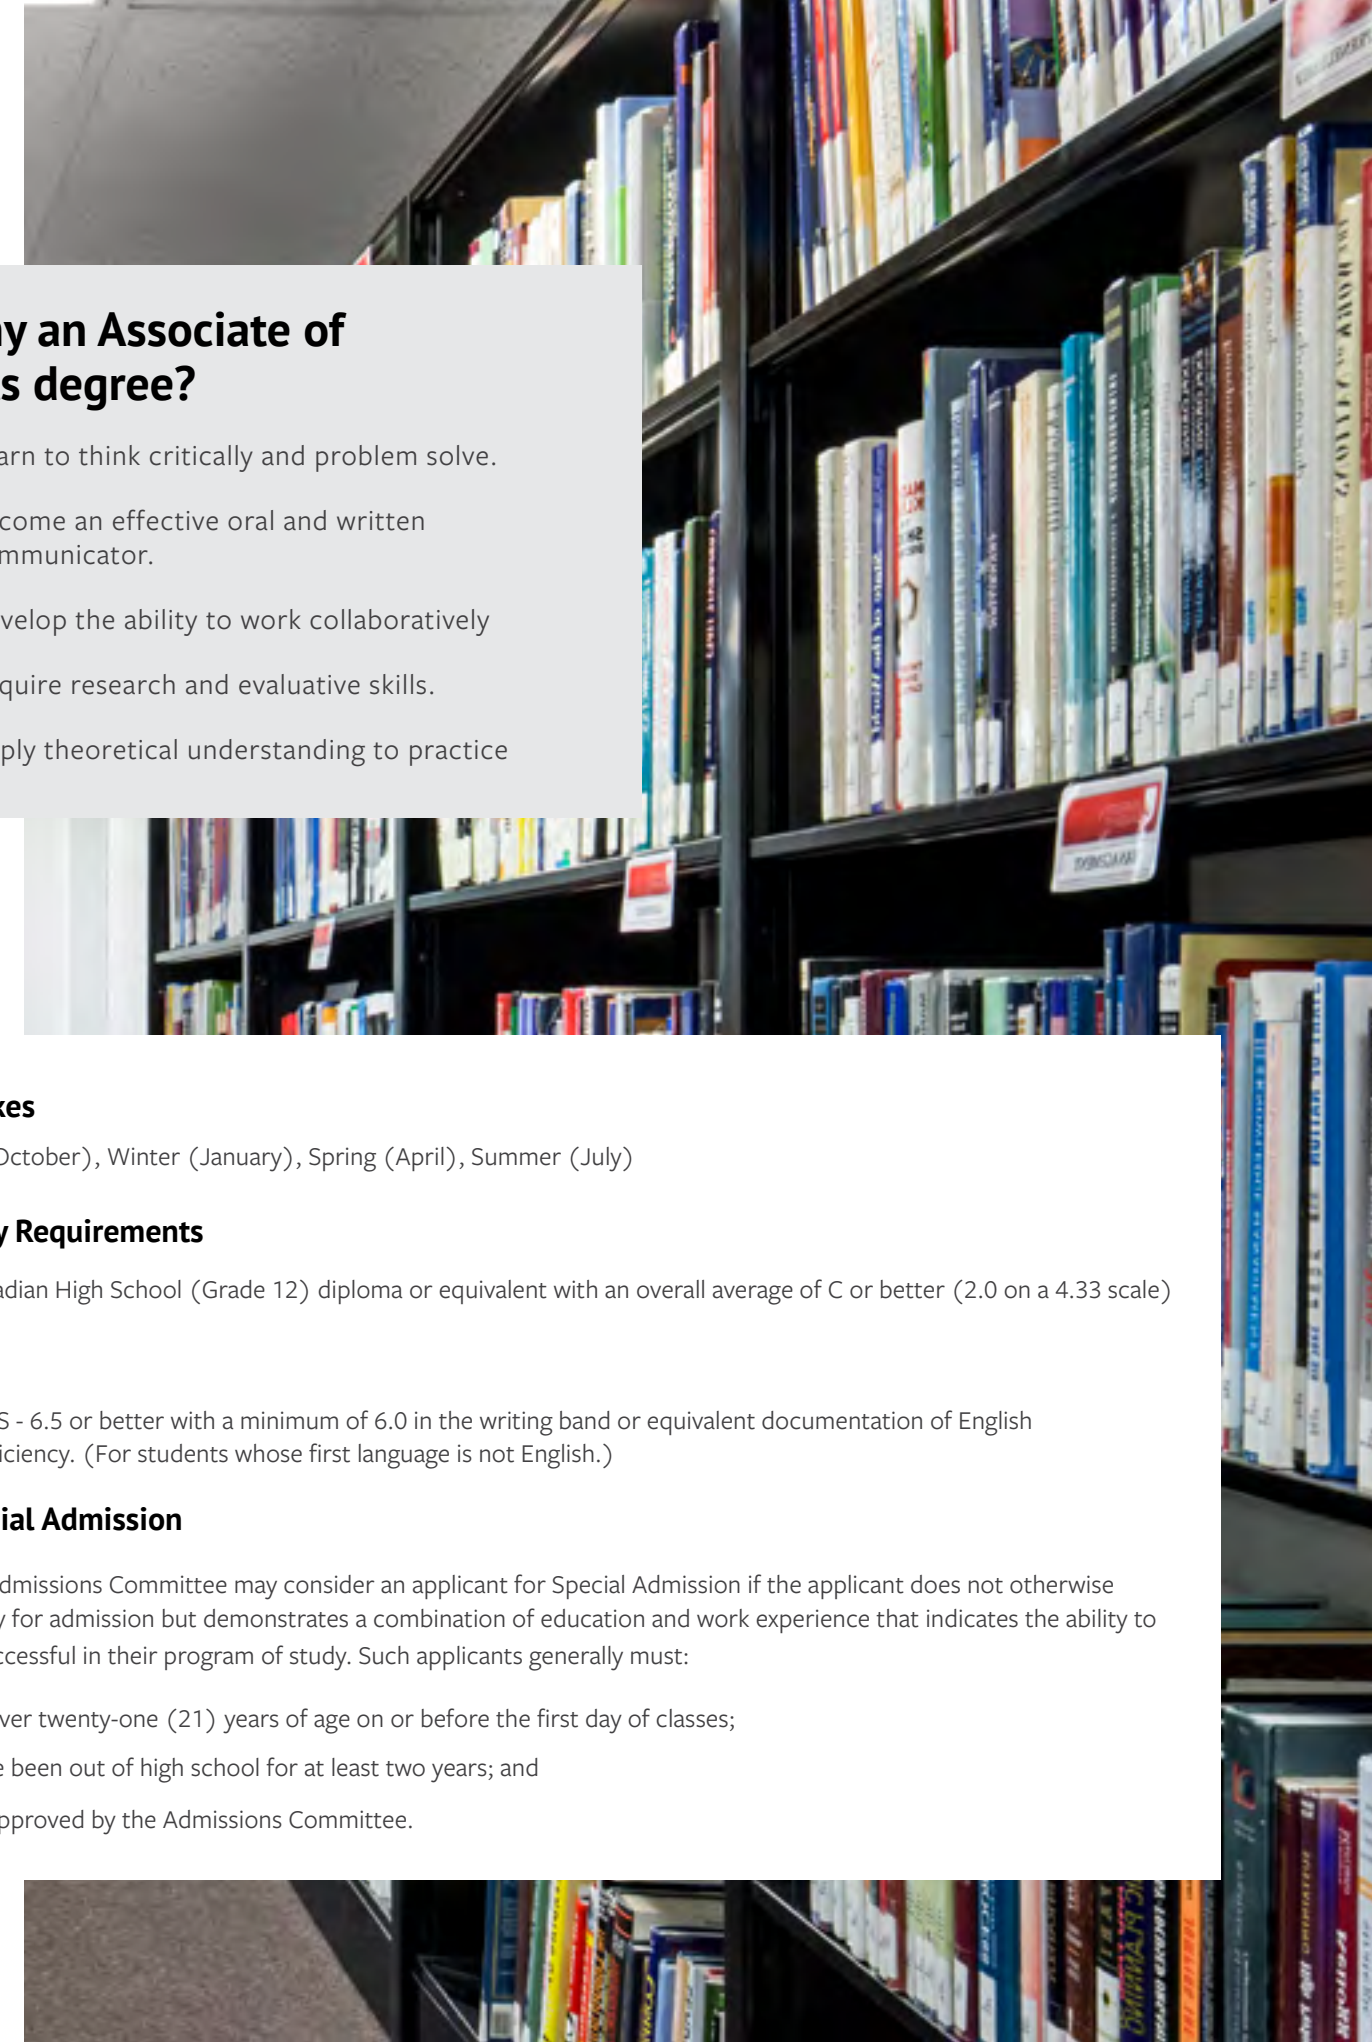 y an Associate of
s degree?
arn to think critically and problem solve.
come an effective oral and written
mmunicator.
velop the ability to work collaboratively
quire research and evaluative skills.
ply theoretical understanding to practice
kes
October), Winter (January), Spring (April), Summer (July)
y Requirements
adian High School (Grade 12) diploma or equivalent with an overall average of C or better (2.0 on a 4.33 scale)
S - 6.5 or better with a minimum of 6.0 in the writing band or equivalent documentation of English
iciency. (For students whose first language is not English.)
ial Admission
dmissions Committee may consider an applicant for Special Admission if the applicant does not otherwise
y for admission but demonstrates a combination of education and work experience that indicates the ability to
ccessful in their program of study. Such applicants generally must:
ver twenty-one (21) years of age on or before the first day of classes;
e been out of high school for at least two years; and
pproved by the Admissions Committee.